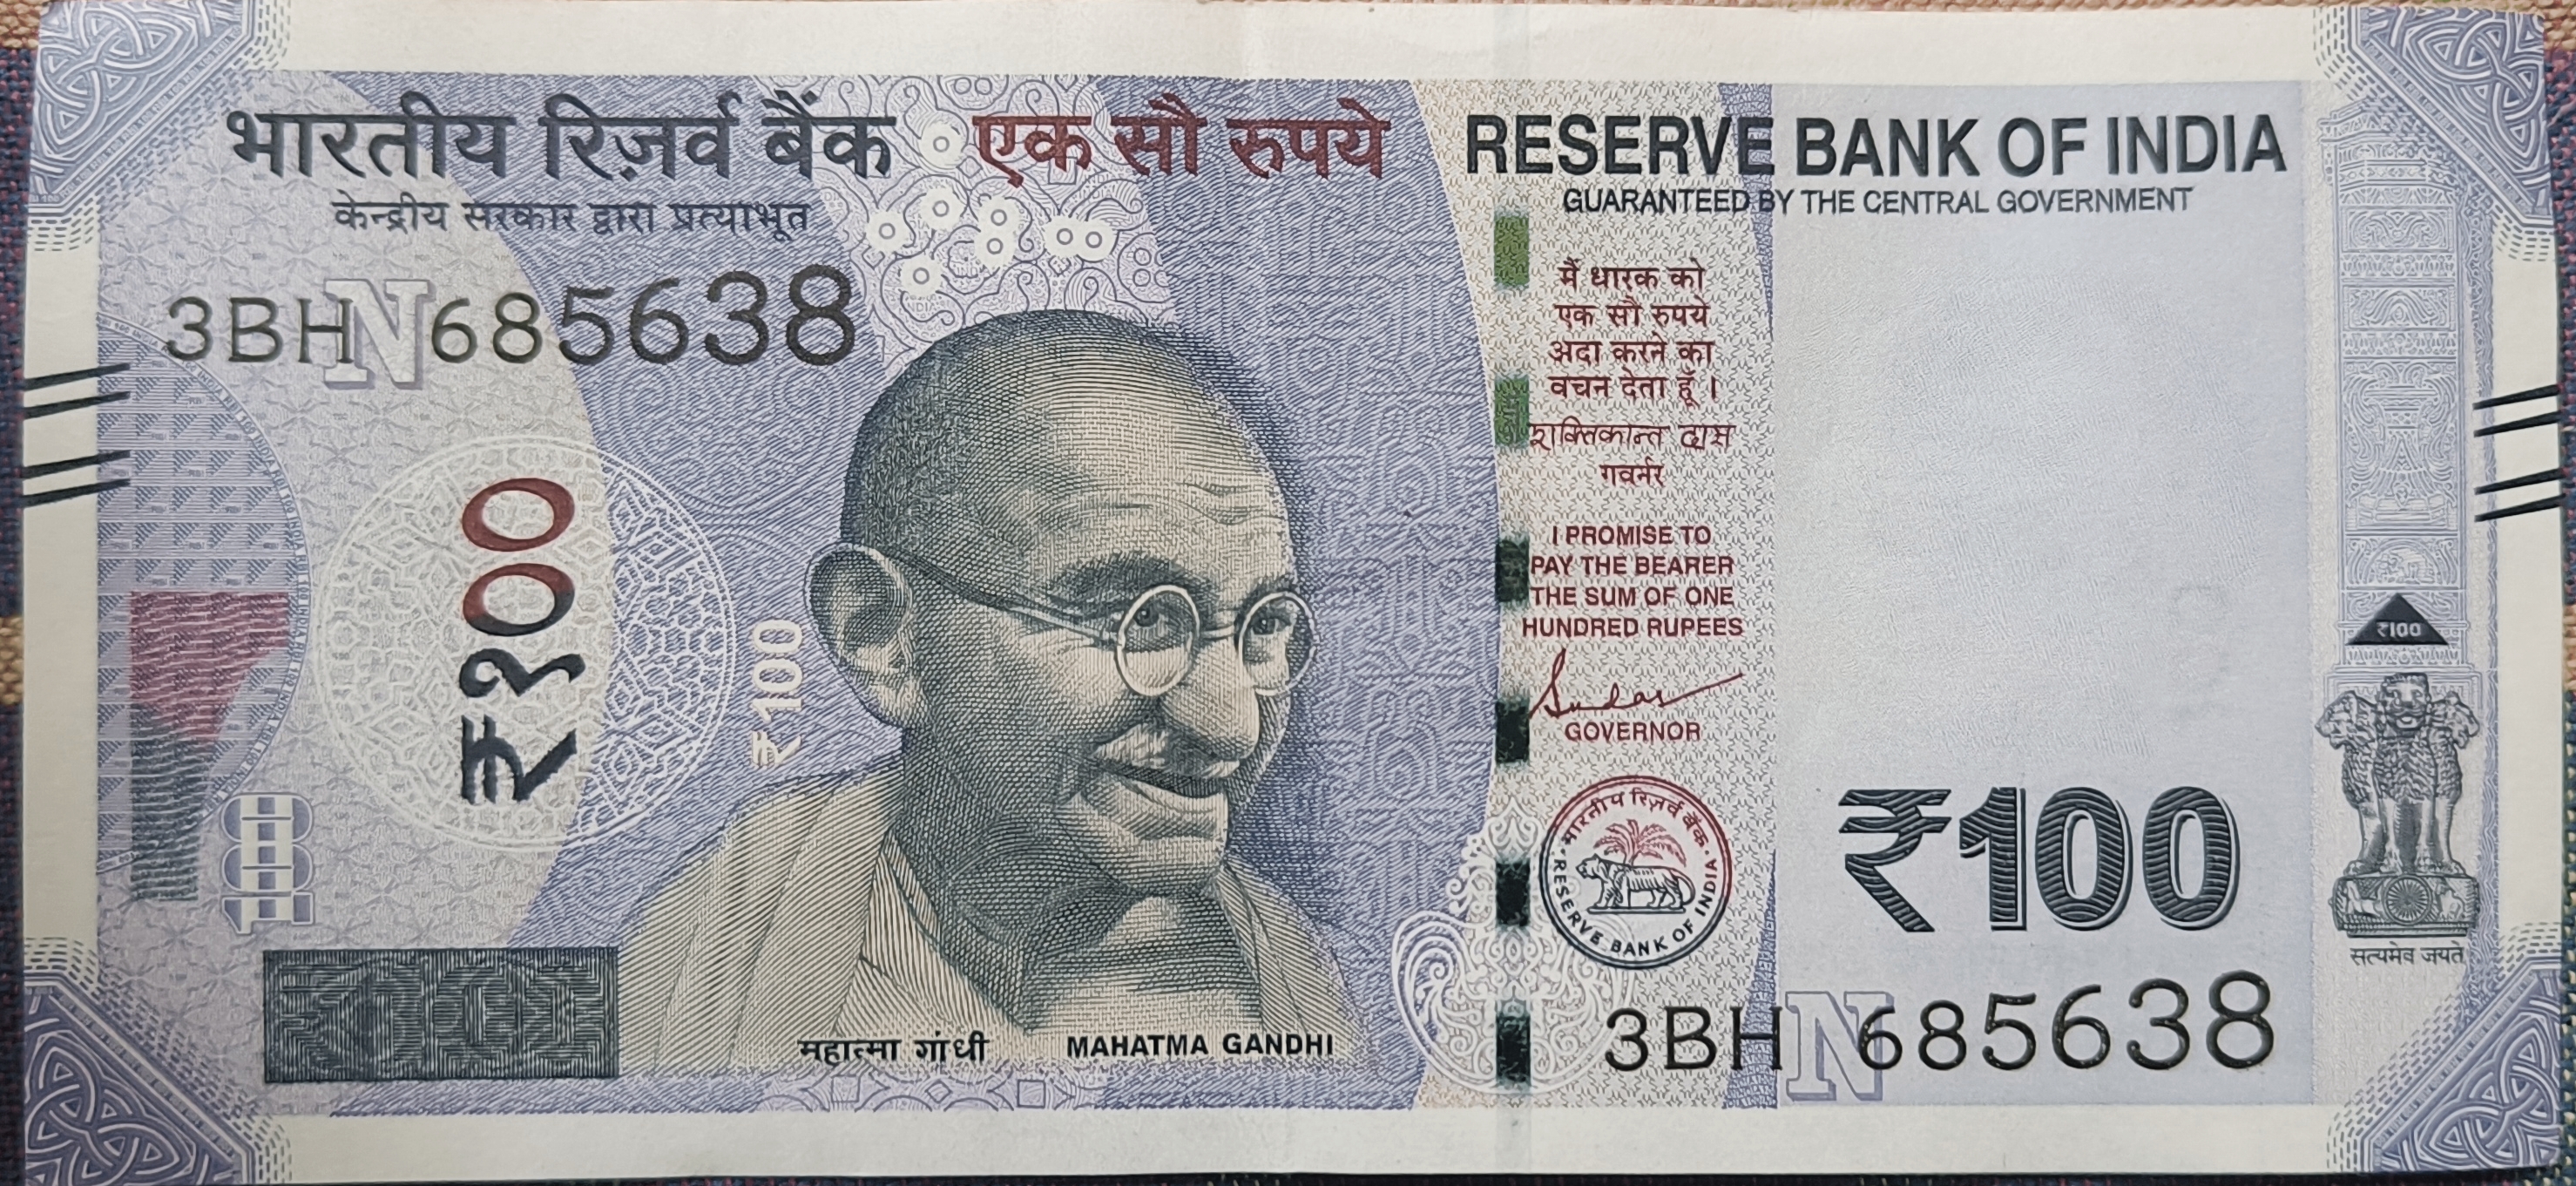 भारतीय रिज़र्व बैंक एक सौ रुपये RESERVE BANK OF INDIA
केन्द्रीय सरकार द्वारा प्रत्याभूत GUARANTEED BY THE CENTRAL GOVERNMENT
3BH N 685638
मैं धारक को
एक सौ रुपये
अदा करने का
वचन देता हूँ ।
शक्तिकान्त दास
गवर्नर
₹१००
₹100
I PROMISE TO
PAY THE BEARER
THE SUM OF ONE
HUNDRED RUPEES
GOVERNOR
भारतीय रिज़र्व बैंक
RESERVE BANK OF INDIA
₹100
₹100
सत्यमेव जयते
3BH N 685638
महात्मा गांधी MAHATMA GANDHI